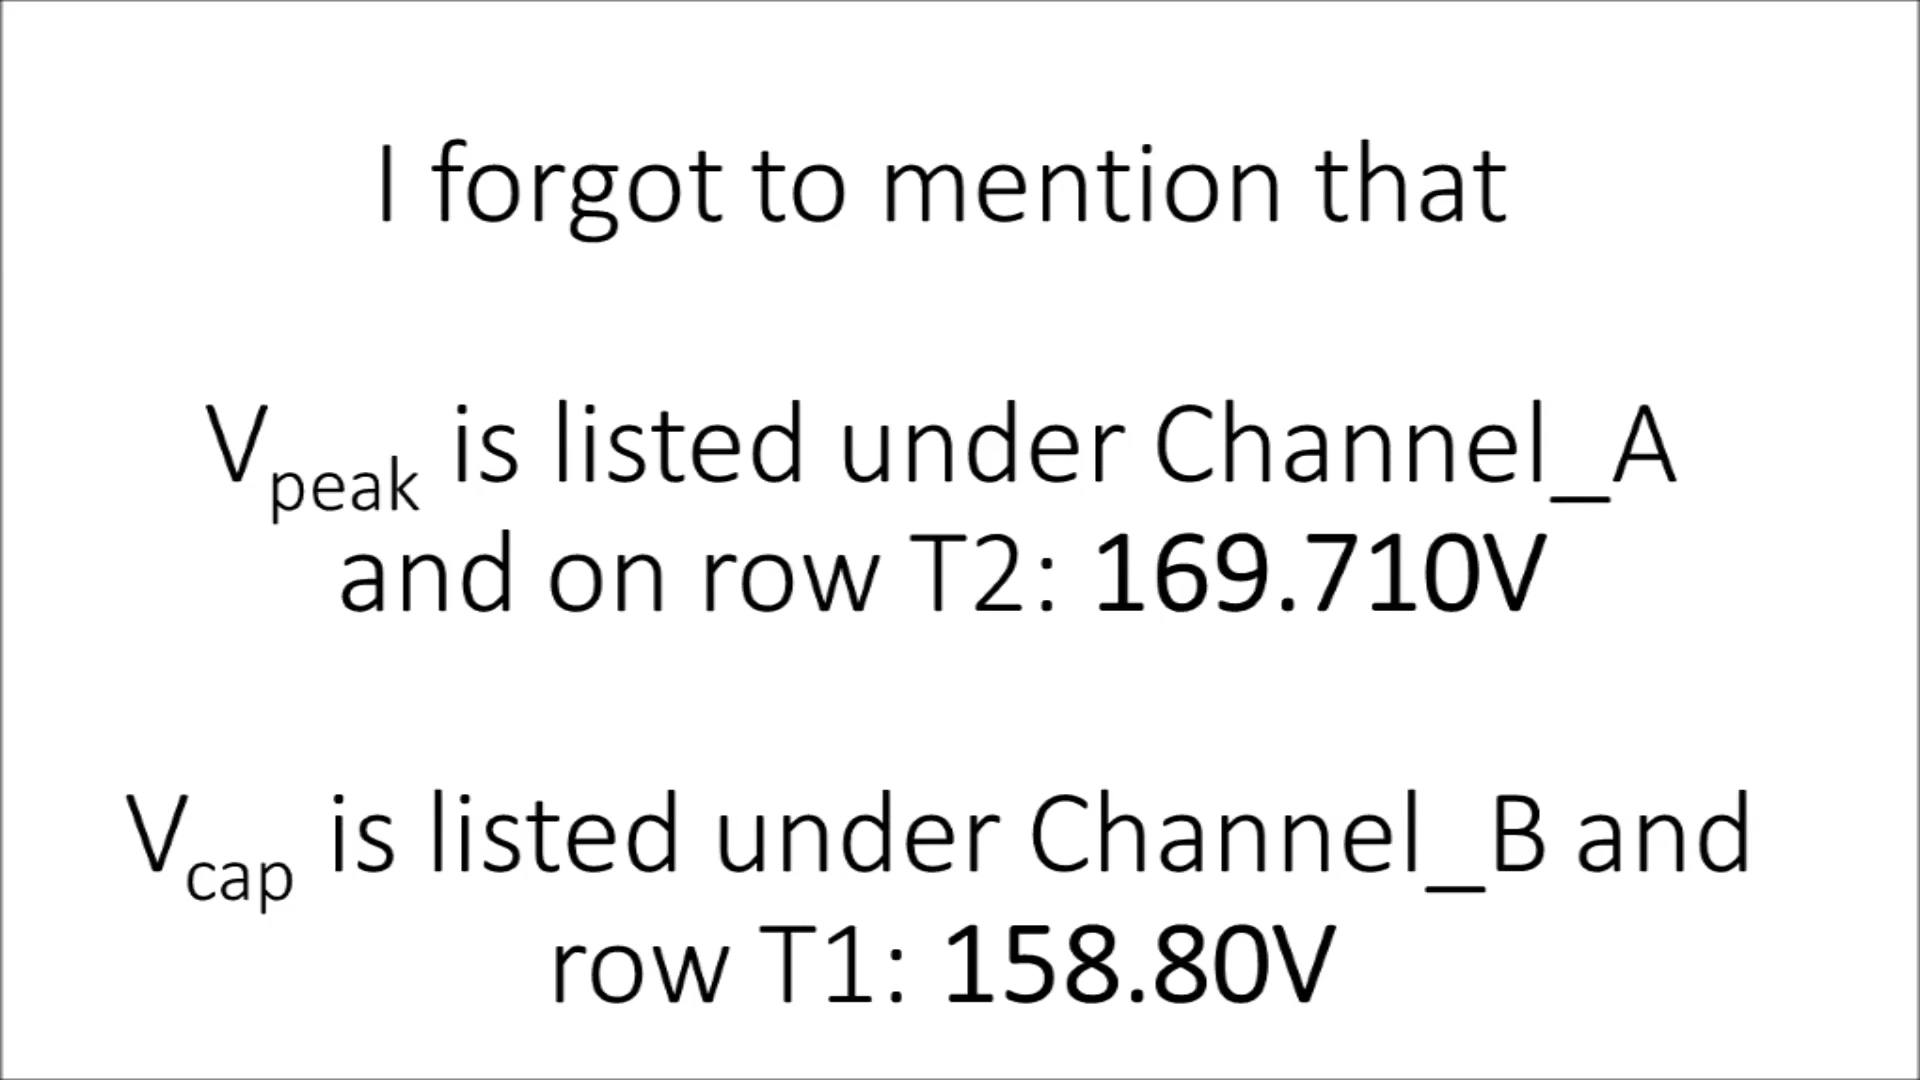 I forgot to mention that
Vpeak is listed under Channel_A
and on row T2: 169.710V
Vcap is listed under Channel_B and
row T1: 158.80V